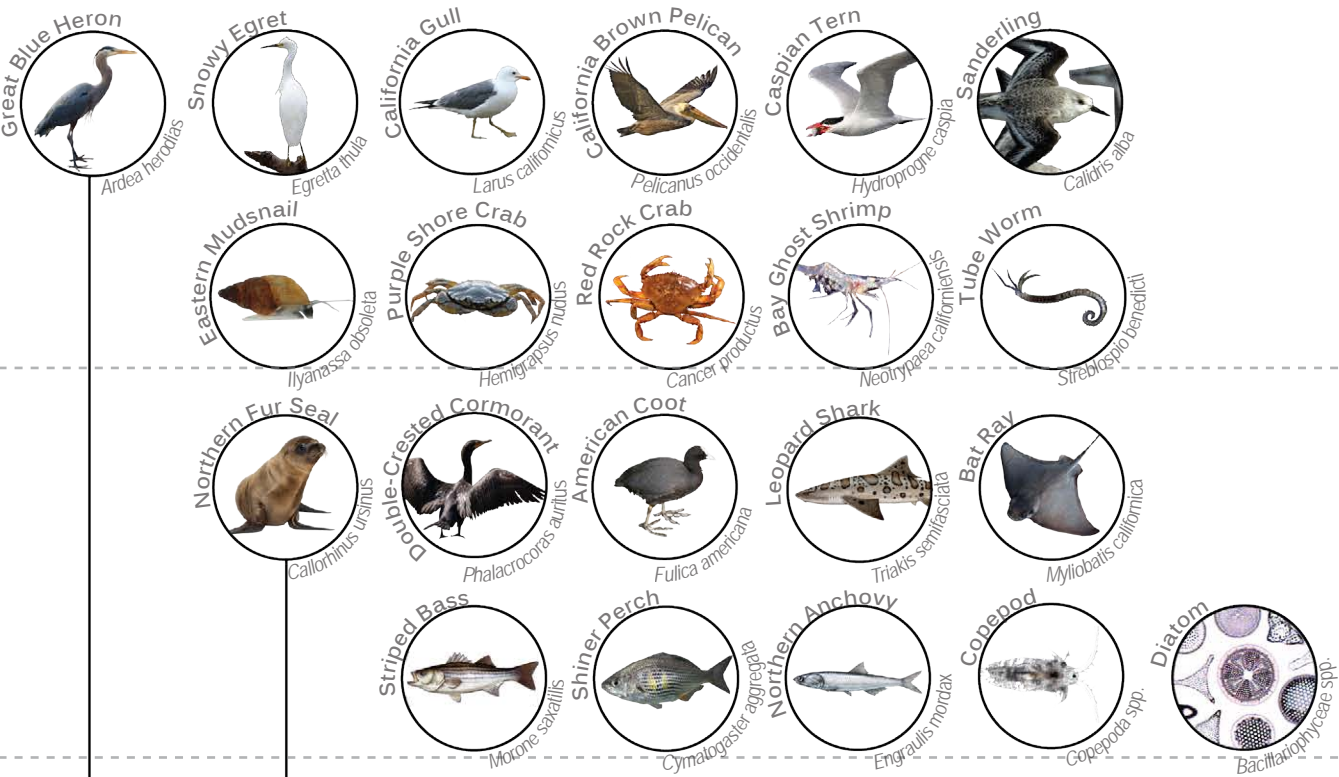 Great Blue Heron
Ardea herodias
Snowy Egret
Egretta thula
California Gull
Larus californicus
California Brown Pelican
Pelicanus occidentalis
Caspian Tern
Hydroprogne caspia
Sanderling
Calidris alba
Eastern Mudsnail
Ilyanassa obsoleta
Purple Shore Crab
Hemigrapsus nudus
Red Rock Crab
Cancer productus
Bay Ghost Shrimp
Neotrypaea californiensis
Tube Worm
Streblospio benedicti
Northern Fur Seal
Callorhinus ursinus
Double-Crested Cormorant
Phalacrocoras auritus
American Coot
Fulica americana
Leopard Shark
Triakis semifasciata
Bat Ray
Myliobatis californica
Striped Bass
Morone saxatilis
Shiner Perch
Cymatogaster aggregata
Northern Anchovy
Engraulis mordax
Copepod
Copepoda spp.
Diatom
Bacillariophyceae spp.